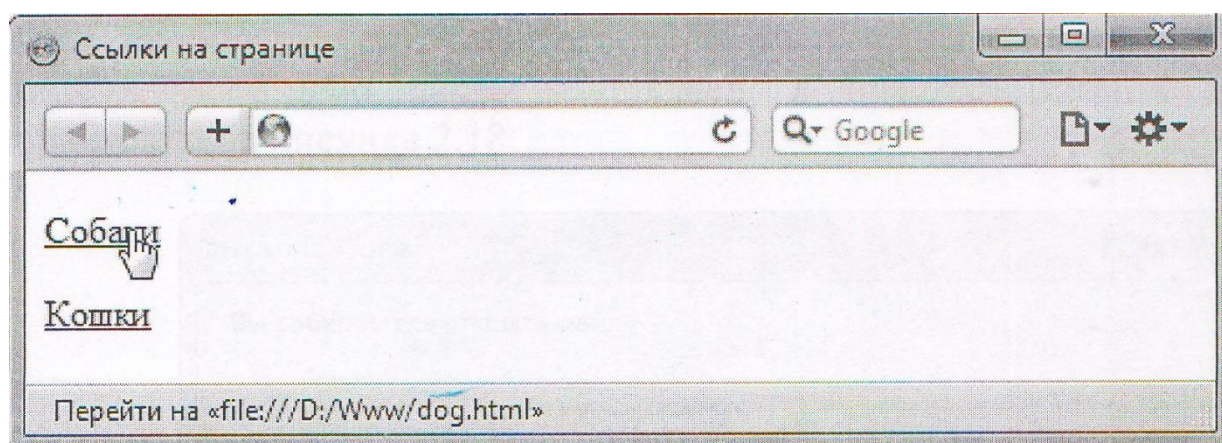 Ссылки на странице
Google
Собаки
Кошки
Перейти на «file:///D:/Www/dog.html»